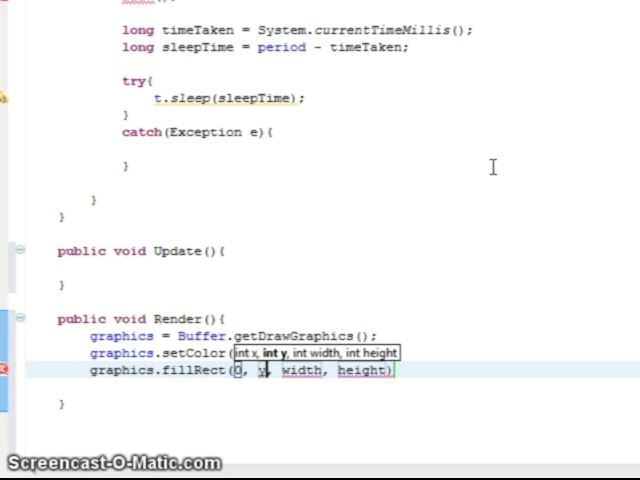 ();
long timeTaken = System.currentTimeMillis();
long sleepTime = period - timeTaken;
try{
t.sleep(sleepTime);
}
catch(Exception e){
}
}
}
public void Update(){
}
public void Render(){
graphics = Buffer.getDrawGraphics();
graphics.setColor(
int x, int y, int width, int height
graphics.fillRect(0, y, width, height)
}
Screencast-O-Matic.com